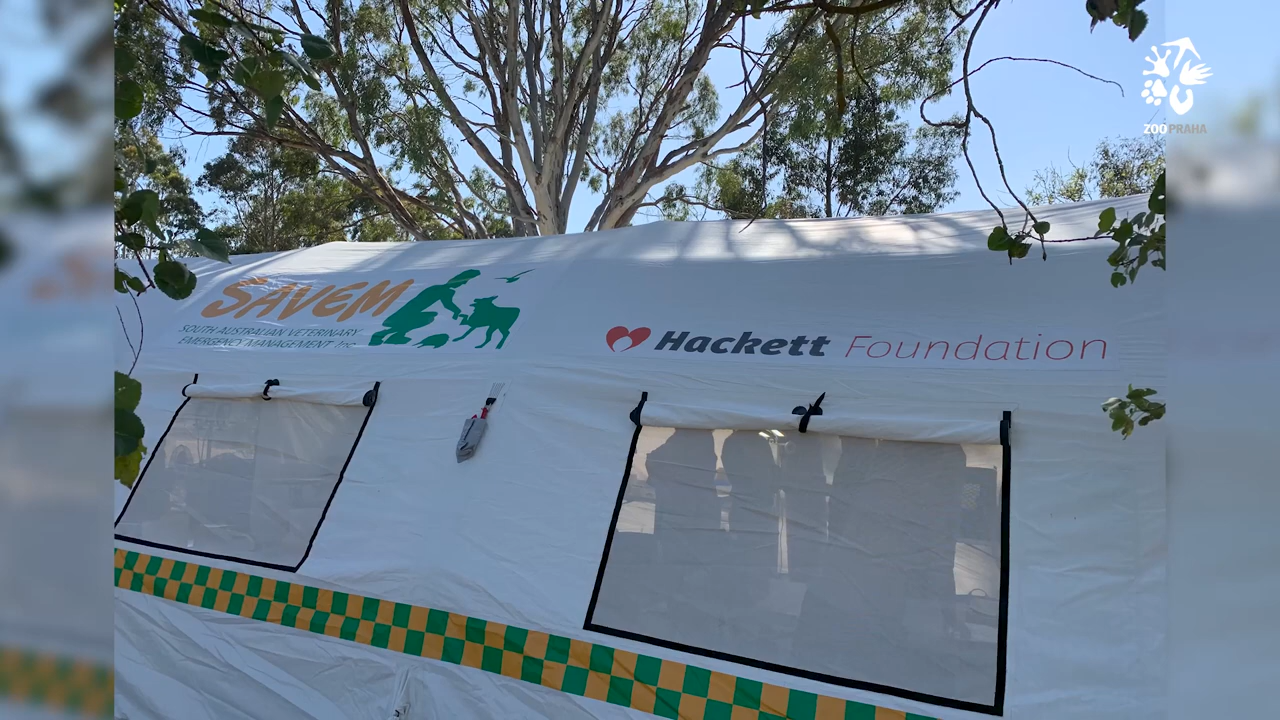 ZOO PRAHA
SAVEM
SOUTH AUSTRALIAN VETERINARY
EMERGENCY MANAGEMENT Inc
Hackett Foundation